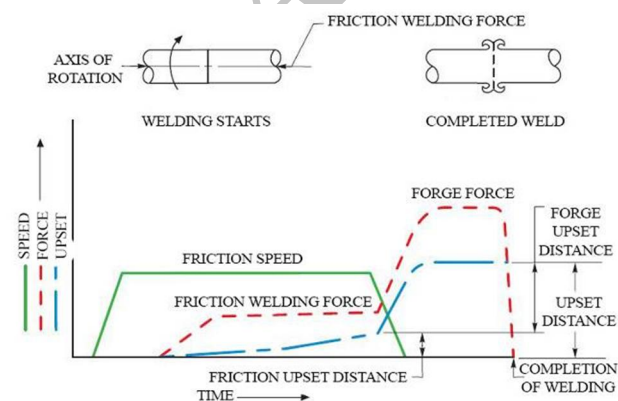 FRICTION WELDING FORCE
AXIS OF
ROTATION
WELDING STARTS
COMPLETED WELD
SPEED
FORCE
UPSET
FORGE FORCE
FORGE
UPSET
DISTANCE
FRICTION SPEED
FRICTION WELDING FORCE
UPSET
DISTANCE
FRICTION UPSET DISTANCE
COMPLETION
OF WELDING
TIME